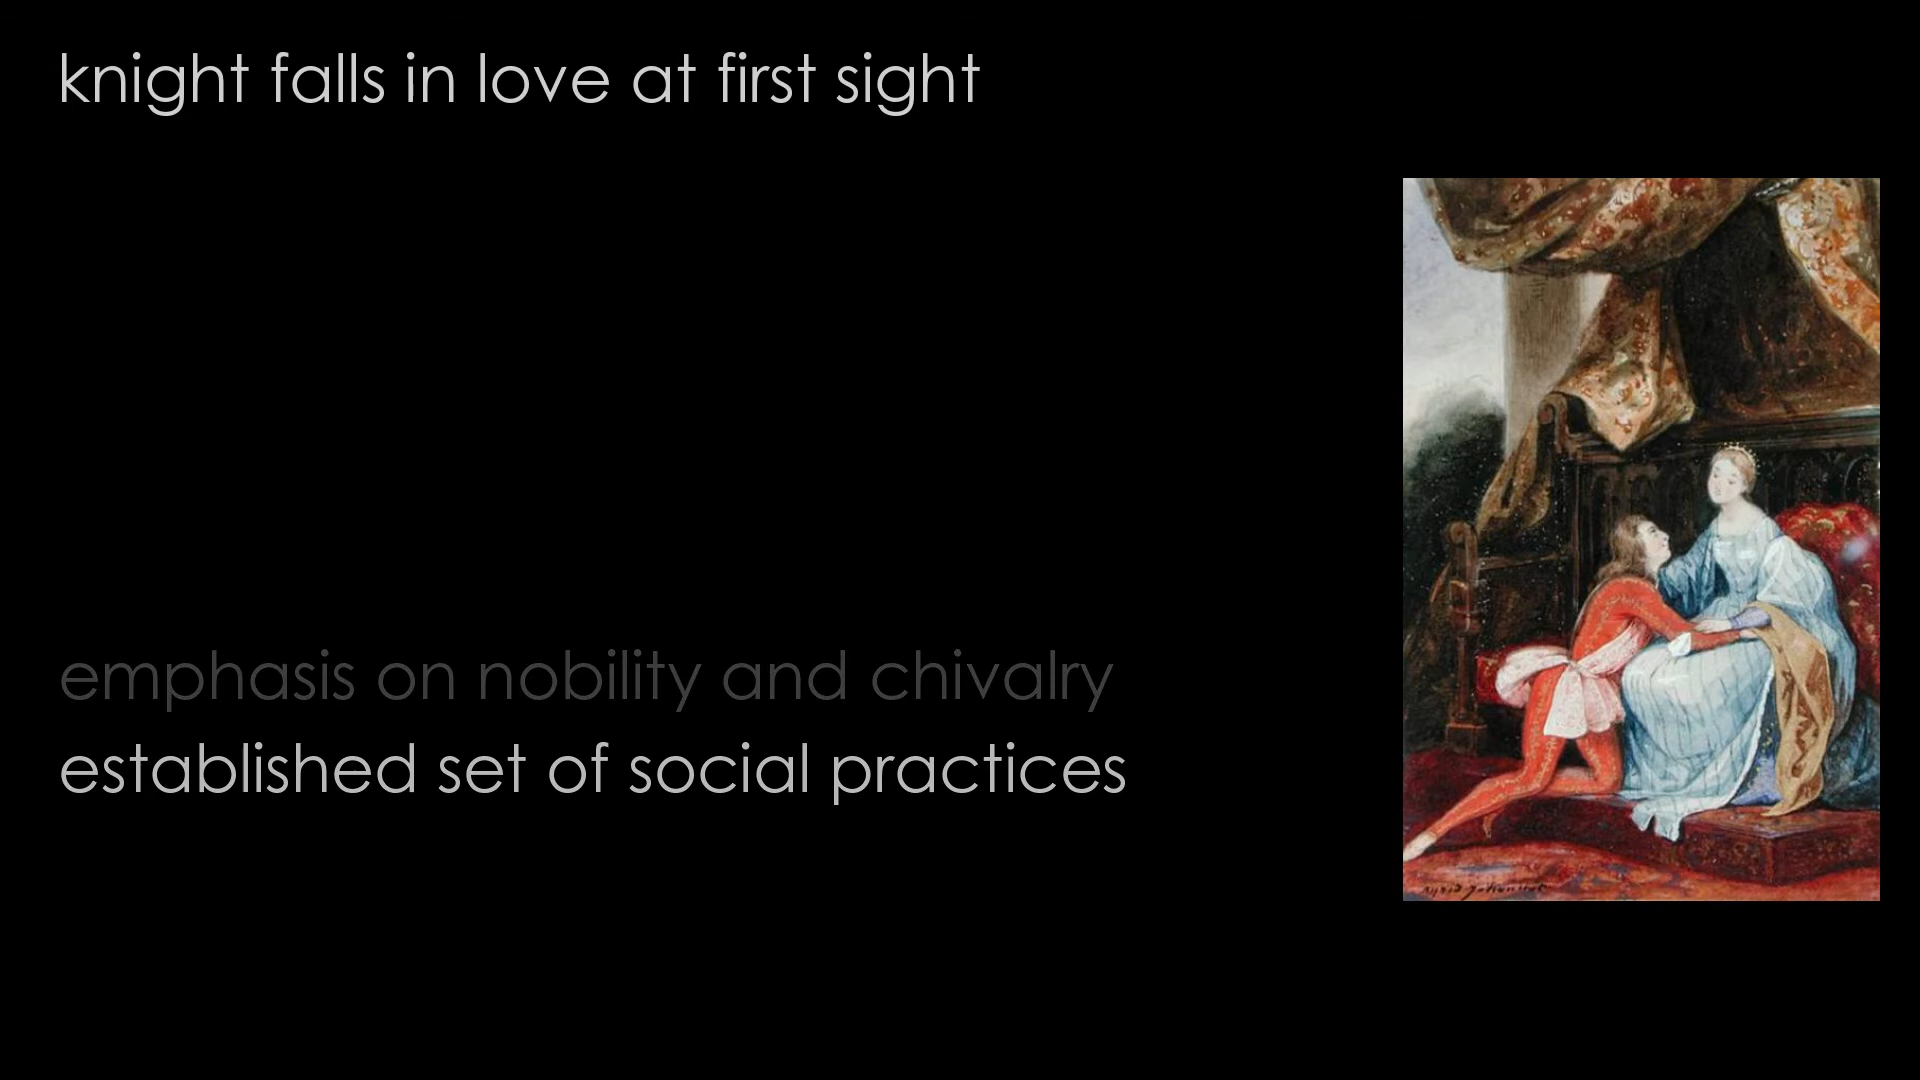 knight falls in love at first sight
emphasis on nobility and chivalry
established set of social practices